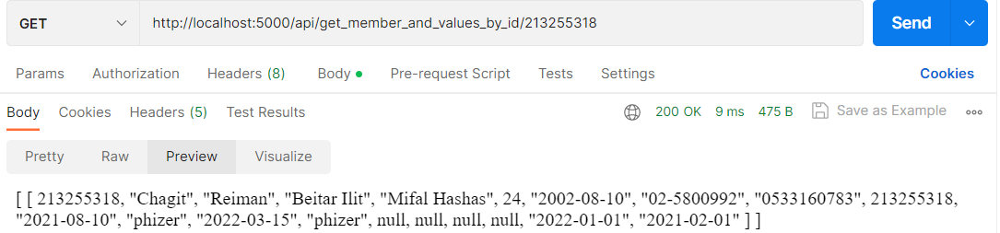 GET http://localhost:5000/api/get_member_and_values_by_id/213255318 Send
Params Authorization Headers (8) Body Pre-request Script Tests Settings Cookies
Body Cookies Headers (5) Test Results 200 OK 9 ms 475 B Save as Example
Pretty Raw Preview Visualize
[ [ 213255318, "Chagit", "Reiman", "Beitar Ilit", "Mifal Hashas", 24, "2002-08-10", "02-5800992", "0533160783", 213255318,
"2021-08-10", "phizer", "2022-03-15", "phizer", null, null, null, null, "2022-01-01", "2021-02-01" ] ]